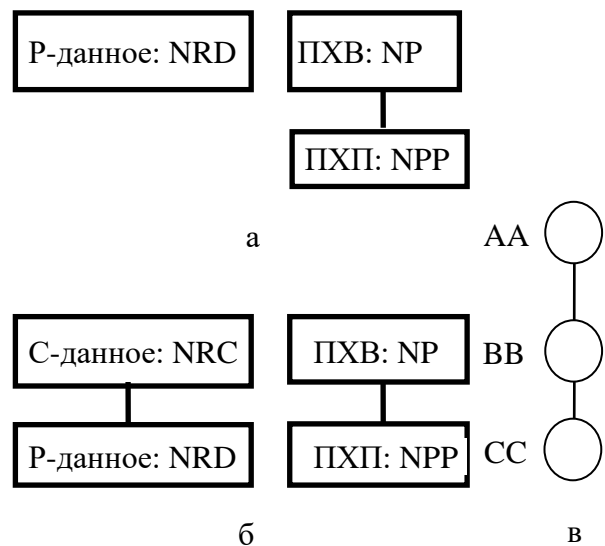 Р-данное: NRD ПХВ: NP
ПХП: NPP
а
AA
С-данное: NRC ПХВ: NP BB
Р-данное: NRD ПХП: NPP CC
б в